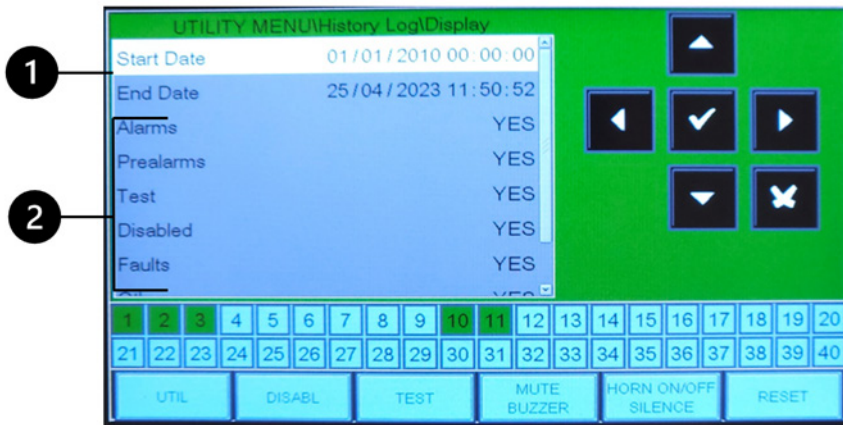 UTILITY MENU\History Log\Display
1
Start Date 01/01/2010 00:00:00
End Date 25/04/2023 11:50:52
2
Alarms YES
Prealarms YES
Test YES
Disabled YES
Faults YES
1 2 3 4 5 6 7 8 9 10 11 12 13 14 15 16 17 18 19 20
21 22 23 24 25 26 27 28 29 30 31 32 33 34 35 36 37 38 39 40
UTIL DISABL TEST MUTE BUZZER HORN ON/OFF SILENCE RESET